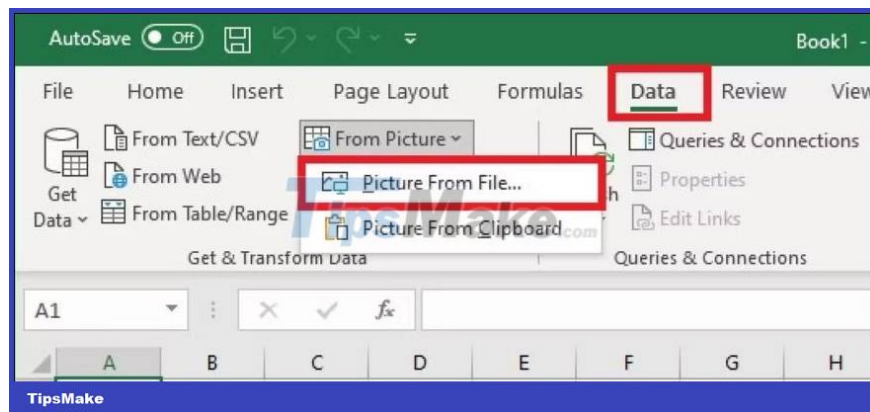 AutoSave Off Book1 -
File Home Insert Page Layout Formulas Data Review View
From Text/CSV From Picture Queries & Connections
From Web Picture From File... Properties
Get
Data From Table/Range Picture From Clipboard Edit Links
Get & Transform Data Queries & Connections
TipsMake.com
A1 fx
A B C D E F G H
TipsMake